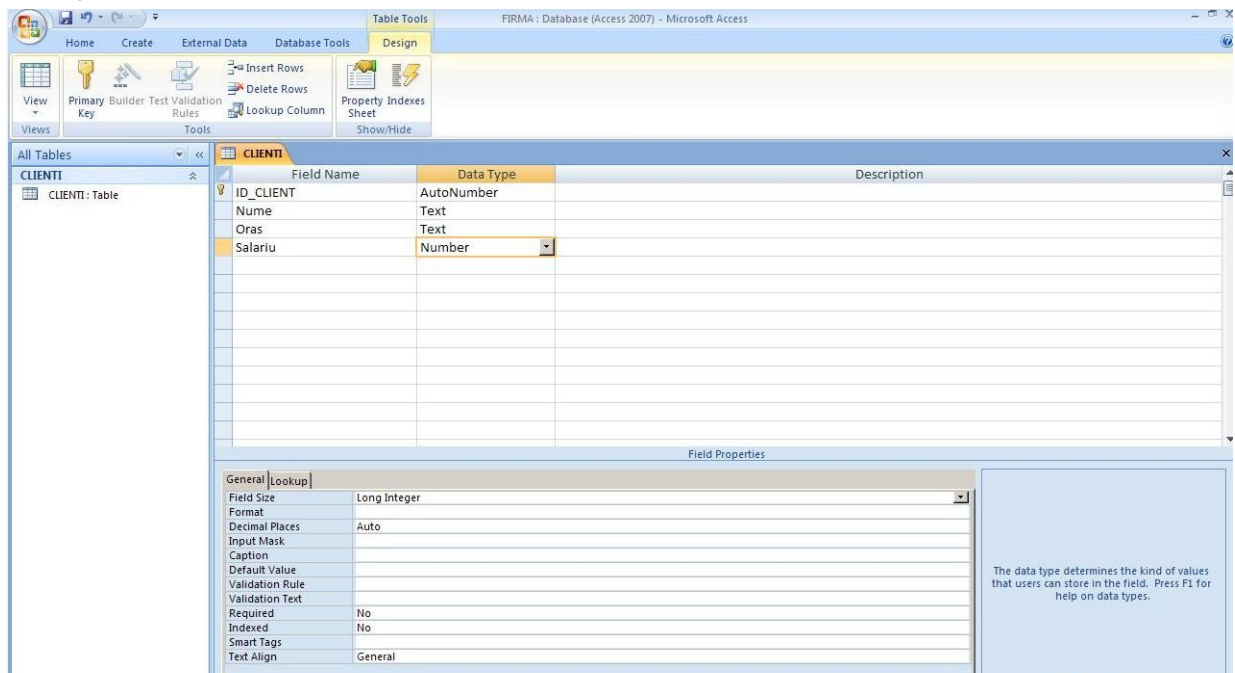 Table Tools
FIRMA : Database (Access 2007) - Microsoft Access
Home Create External Data Database Tools Design
View
Primary Key
Builder
Test Validation Rules
Insert Rows
Delete Rows
Lookup Column
Property Sheet
Indexes
Views Tools Show/Hide
All Tables
CLIENTI
CLIENTI : Table
CLIENTI
Field Name Data Type Description
ID_CLIENT AutoNumber
Nume Text
Oras Text
Salariu Number
Field Properties
General Lookup
Field Size Long Integer
Format
Decimal Places Auto
Input Mask
Caption
Default Value
Validation Rule
Validation Text
Required No
Indexed No
Smart Tags
Text Align General
The data type determines the kind of values
that users can store in the field. Press F1 for
help on data types.